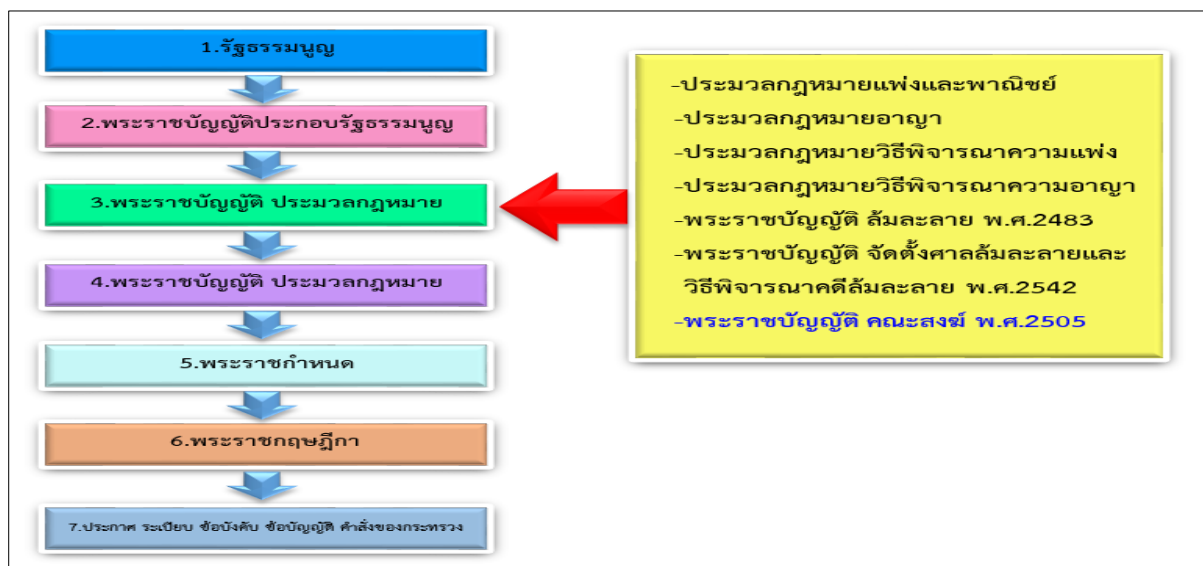 1.รัฐธรรมนูญ
2.พระราชบัญญัติประกอบรัฐธรรมนูญ
3.พระราชบัญญัติ ประมวลกฎหมาย
4.พระราชบัญญัติ ประมวลกฎหมาย
5.พระราชกำหนด
6.พระราชกฤษฎีกา
7.ประกาศ ระเบียบ ข้อบังคับ ข้อบัญญัติ คำสั่งของกระทรวง
-ประมวลกฎหมายแพ่งและพาณิชย์
-ประมวลกฎหมายอาญา
-ประมวลกฎหมายวิธีพิจารณาความแพ่ง
-ประมวลกฎหมายวิธีพิจารณาความอาญา
-พระราชบัญญัติ ล้มละลาย พ.ศ.2483
-พระราชบัญญัติ จัดตั้งศาลล้มละลายและ
วิธีพิจารณาคดีล้มละลาย พ.ศ.2542
-พระราชบัญญัติ คณะสงฆ์ พ.ศ.2505